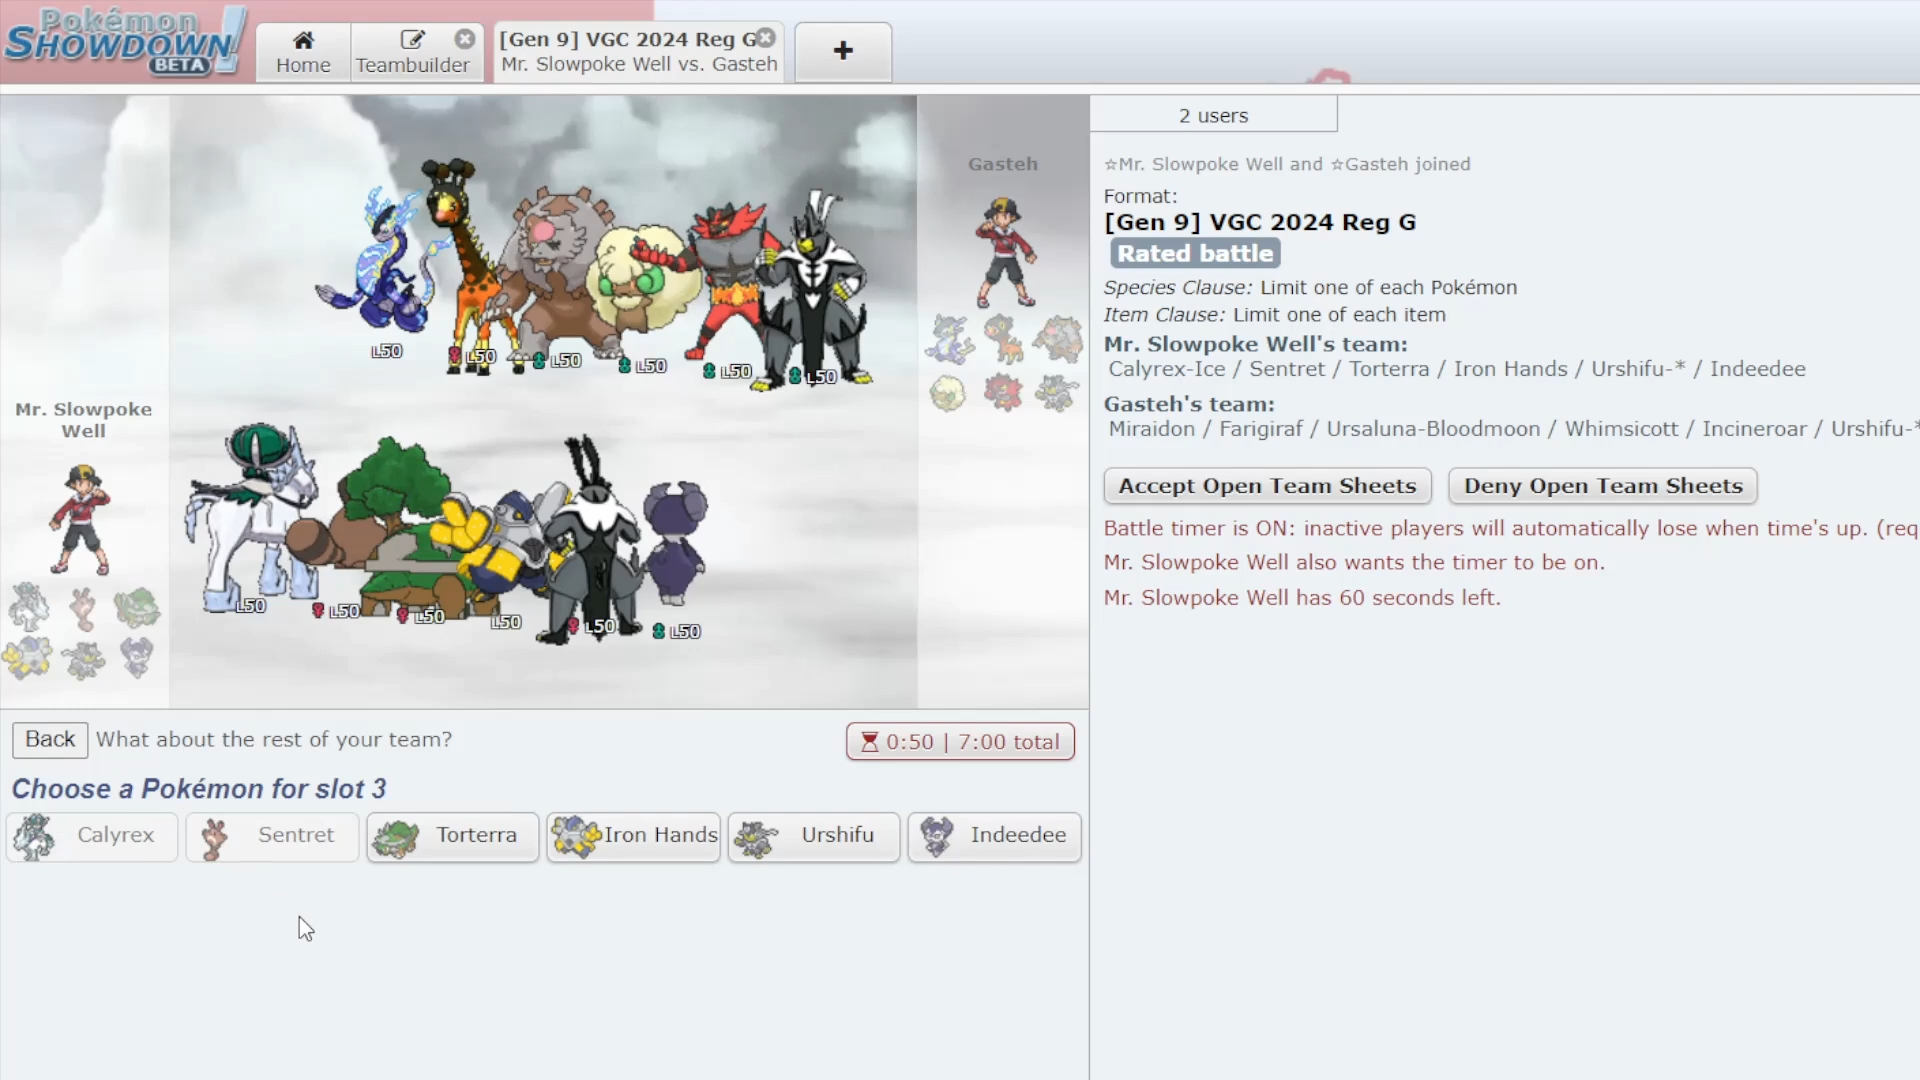 Pokémon
SHOWDOWN!
BETA
Home
Teambuilder
[Gen 9] VGC 2024 Reg G
Mr. Slowpoke Well vs. Gasteh
+
Mr. Slowpoke
Well
Gasteh
L50
L50
L50
L50
L50
L50
L50
L50
L50
L50
L50
L50
2 users
☆Mr. Slowpoke Well and ☆Gasteh joined
Format:
[Gen 9] VGC 2024 Reg G
Rated battle
Species Clause: Limit one of each Pokémon
Item Clause: Limit one of each item
Mr. Slowpoke Well's team:
Calyrex-Ice / Sentret / Torterra / Iron Hands / Urshifu-* / Indeedee
Gasteh's team:
Miraidon / Farigiraf / Ursaluna-Bloodmoon / Whimsicott / Incineroar / Urshifu-*
Accept Open Team Sheets
Deny Open Team Sheets
Battle timer is ON: inactive players will automatically lose when time's up. (req
Mr. Slowpoke Well also wants the timer to be on.
Mr. Slowpoke Well has 60 seconds left.
Back What about the rest of your team?
0:50 | 7:00 total
Choose a Pokémon for slot 3
Calyrex
Sentret
Torterra
Iron Hands
Urshifu
Indeedee